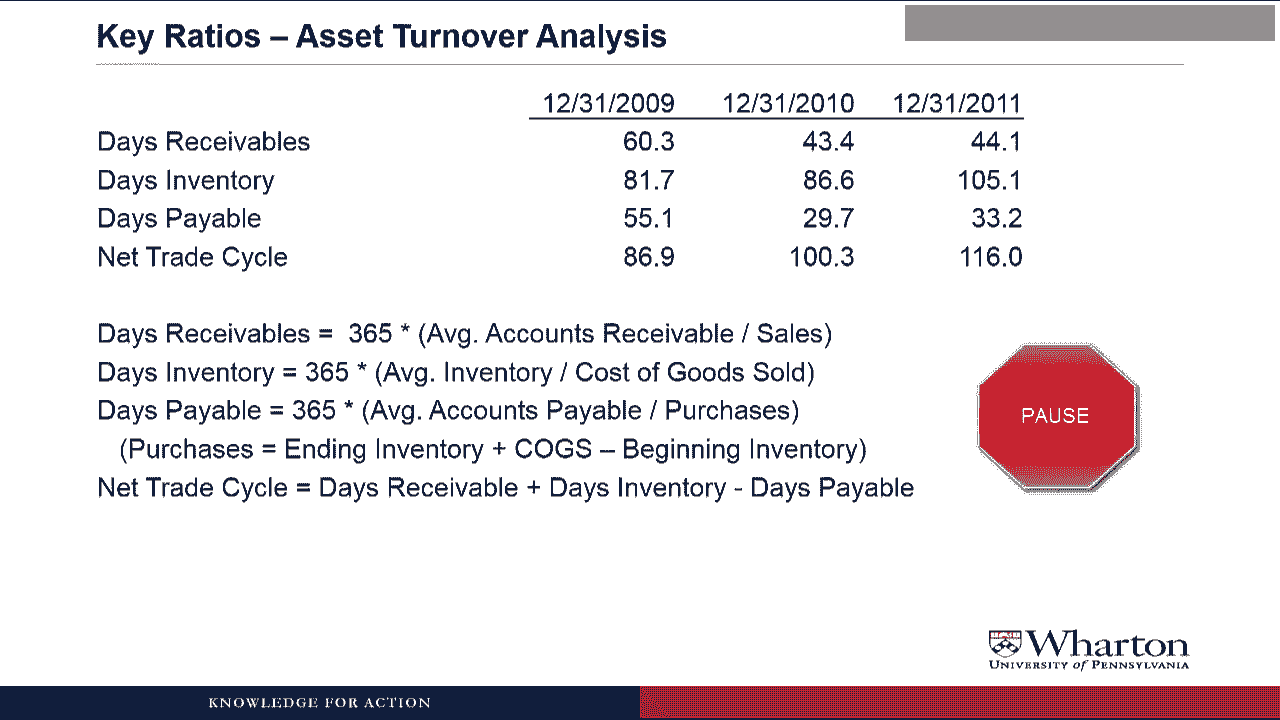 Key Ratios – Asset Turnover Analysis
12/31/2009 12/31/2010 12/31/2011
Days Receivables 60.3 43.4 44.1
Days Inventory 81.7 86.6 105.1
Days Payable 55.1 29.7 33.2
Net Trade Cycle 86.9 100.3 116.0
Days Receivables = 365 * (Avg. Accounts Receivable / Sales)
Days Inventory = 365 * (Avg. Inventory / Cost of Goods Sold)
Days Payable = 365 * (Avg. Accounts Payable / Purchases)
(Purchases = Ending Inventory + COGS – Beginning Inventory)
Net Trade Cycle = Days Receivable + Days Inventory - Days Payable
PAUSE
Wharton
UNIVERSITY of PENNSYLVANIA
KNOWLEDGE FOR ACTION